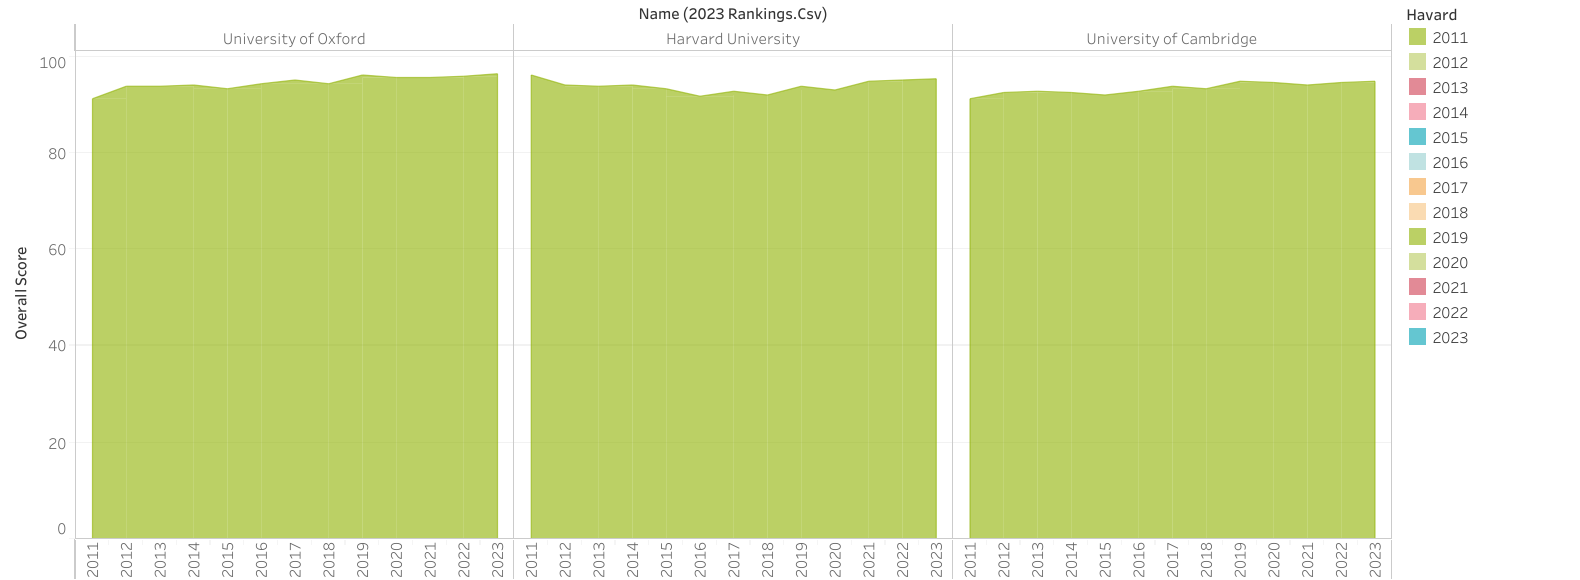 Name (2023 Rankings.Csv)
University of Oxford
Harvard University
University of Cambridge
Overall Score
100
80
60
40
20
0
2011 2012 2013 2014 2015 2016 2017 2018 2019 2020 2021 2022 2023
2011 2012 2013 2014 2015 2016 2017 2018 2019 2020 2021 2022 2023
2011 2012 2013 2014 2015 2016 2017 2018 2019 2020 2021 2022 2023
Havard
2011
2012
2013
2014
2015
2016
2017
2018
2019
2020
2021
2022
2023